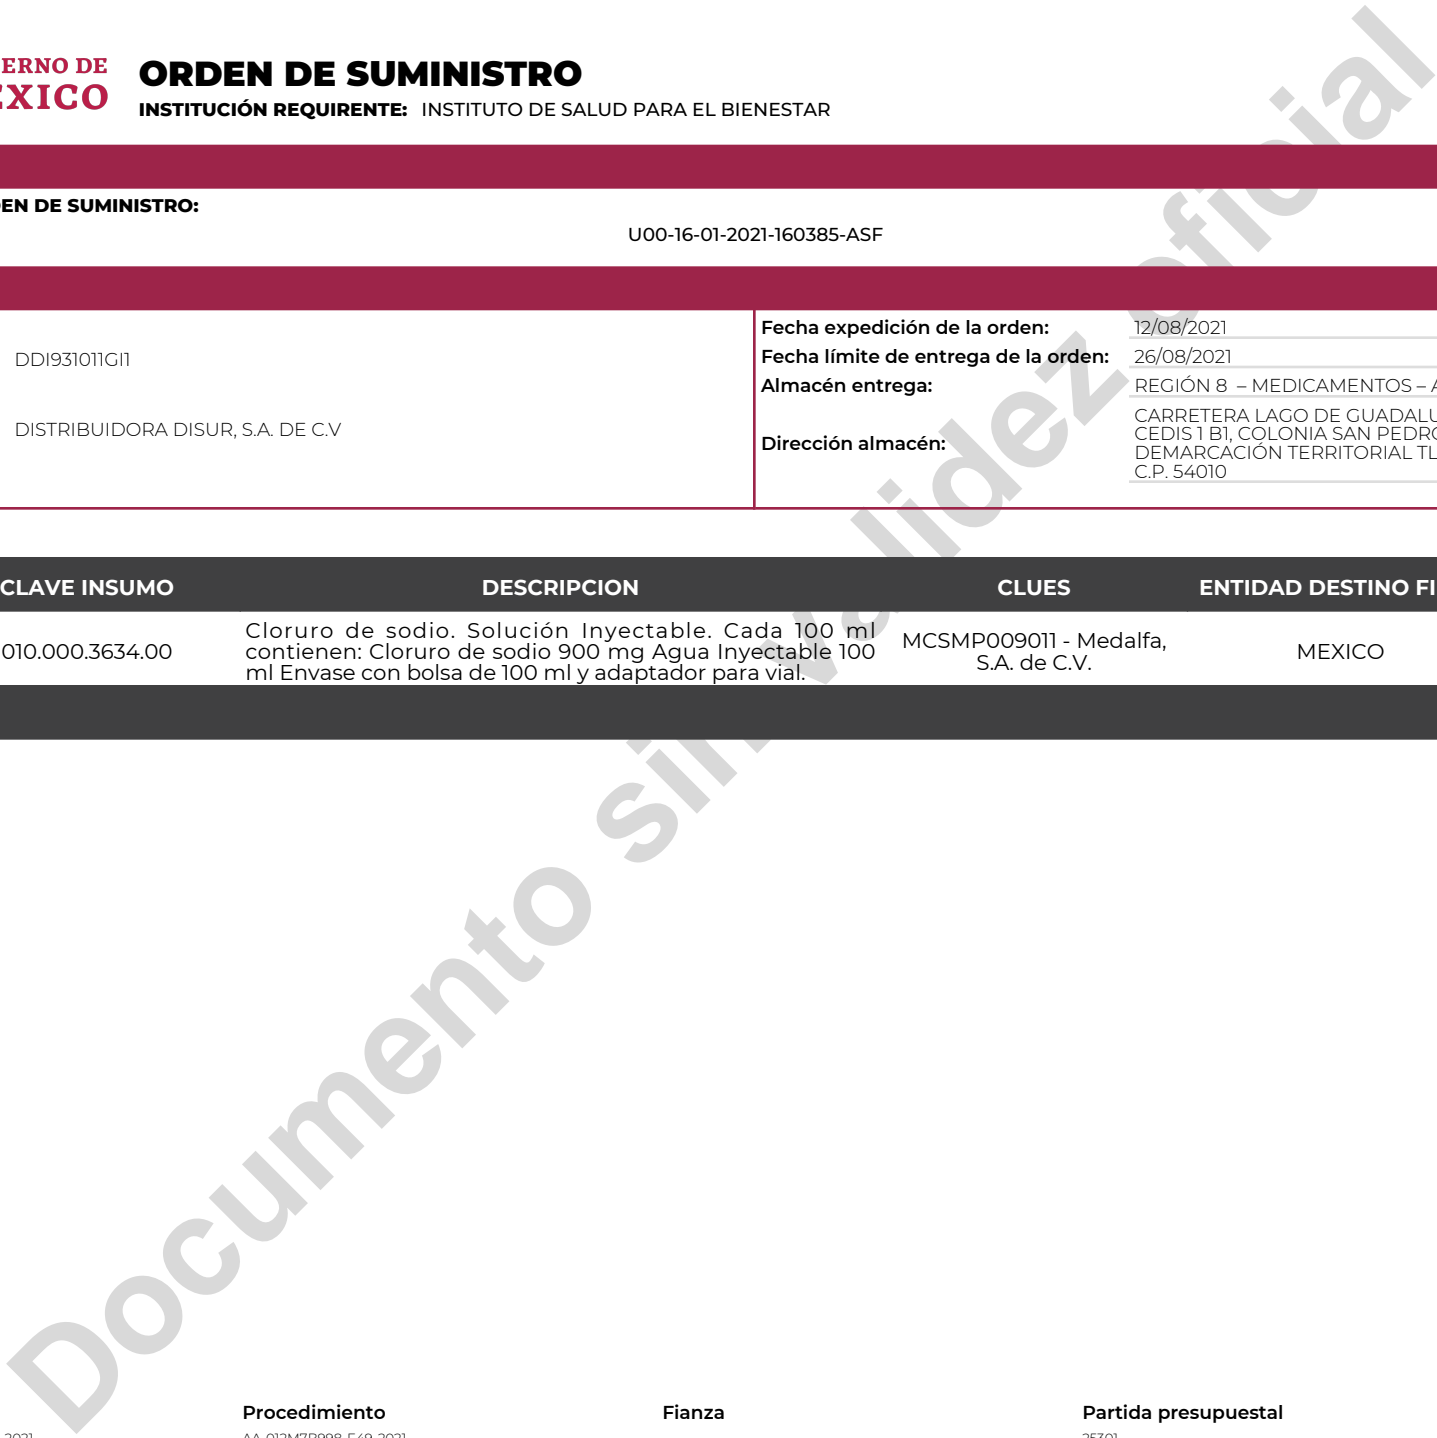 ERNO DE
EXICO
ORDEN DE SUMINISTRO
INSTITUCIÓN REQUIRENTE: INSTITUTO DE SALUD PARA EL BIENESTAR
EN DE SUMINISTRO:
U00-16-01-2021-160385-ASF
DDI931011GI1
DISTRIBUIDORA DISUR, S.A. DE C.V
Fecha expedición de la orden: 12/08/2021
Fecha límite de entrega de la orden: 26/08/2021
Almacén entrega: REGIÓN 8 – MEDICAMENTOS – A
Dirección almacén:
CARRETERA LAGO DE GUADALU
CEDIS 1 B1, COLONIA SAN PEDRO
DEMARCACIÓN TERRITORIAL TL
C.P. 54010
CLAVE INSUMO DESCRIPCION CLUES ENTIDAD DESTINO FI
010.000.3634.00
Cloruro de sodio. Solución Inyectable. Cada 100 ml
contienen: Cloruro de sodio 900 mg Agua Inyectable 100
ml Envase con bolsa de 100 ml y adaptador para vial.
MCSMP009011 - Medalfa,
S.A. de C.V.
MEXICO
Documento sin validez oficial
Procedimiento Fianza Partida presupuestal
2021 AA-012M7B998-E49-2021 25301